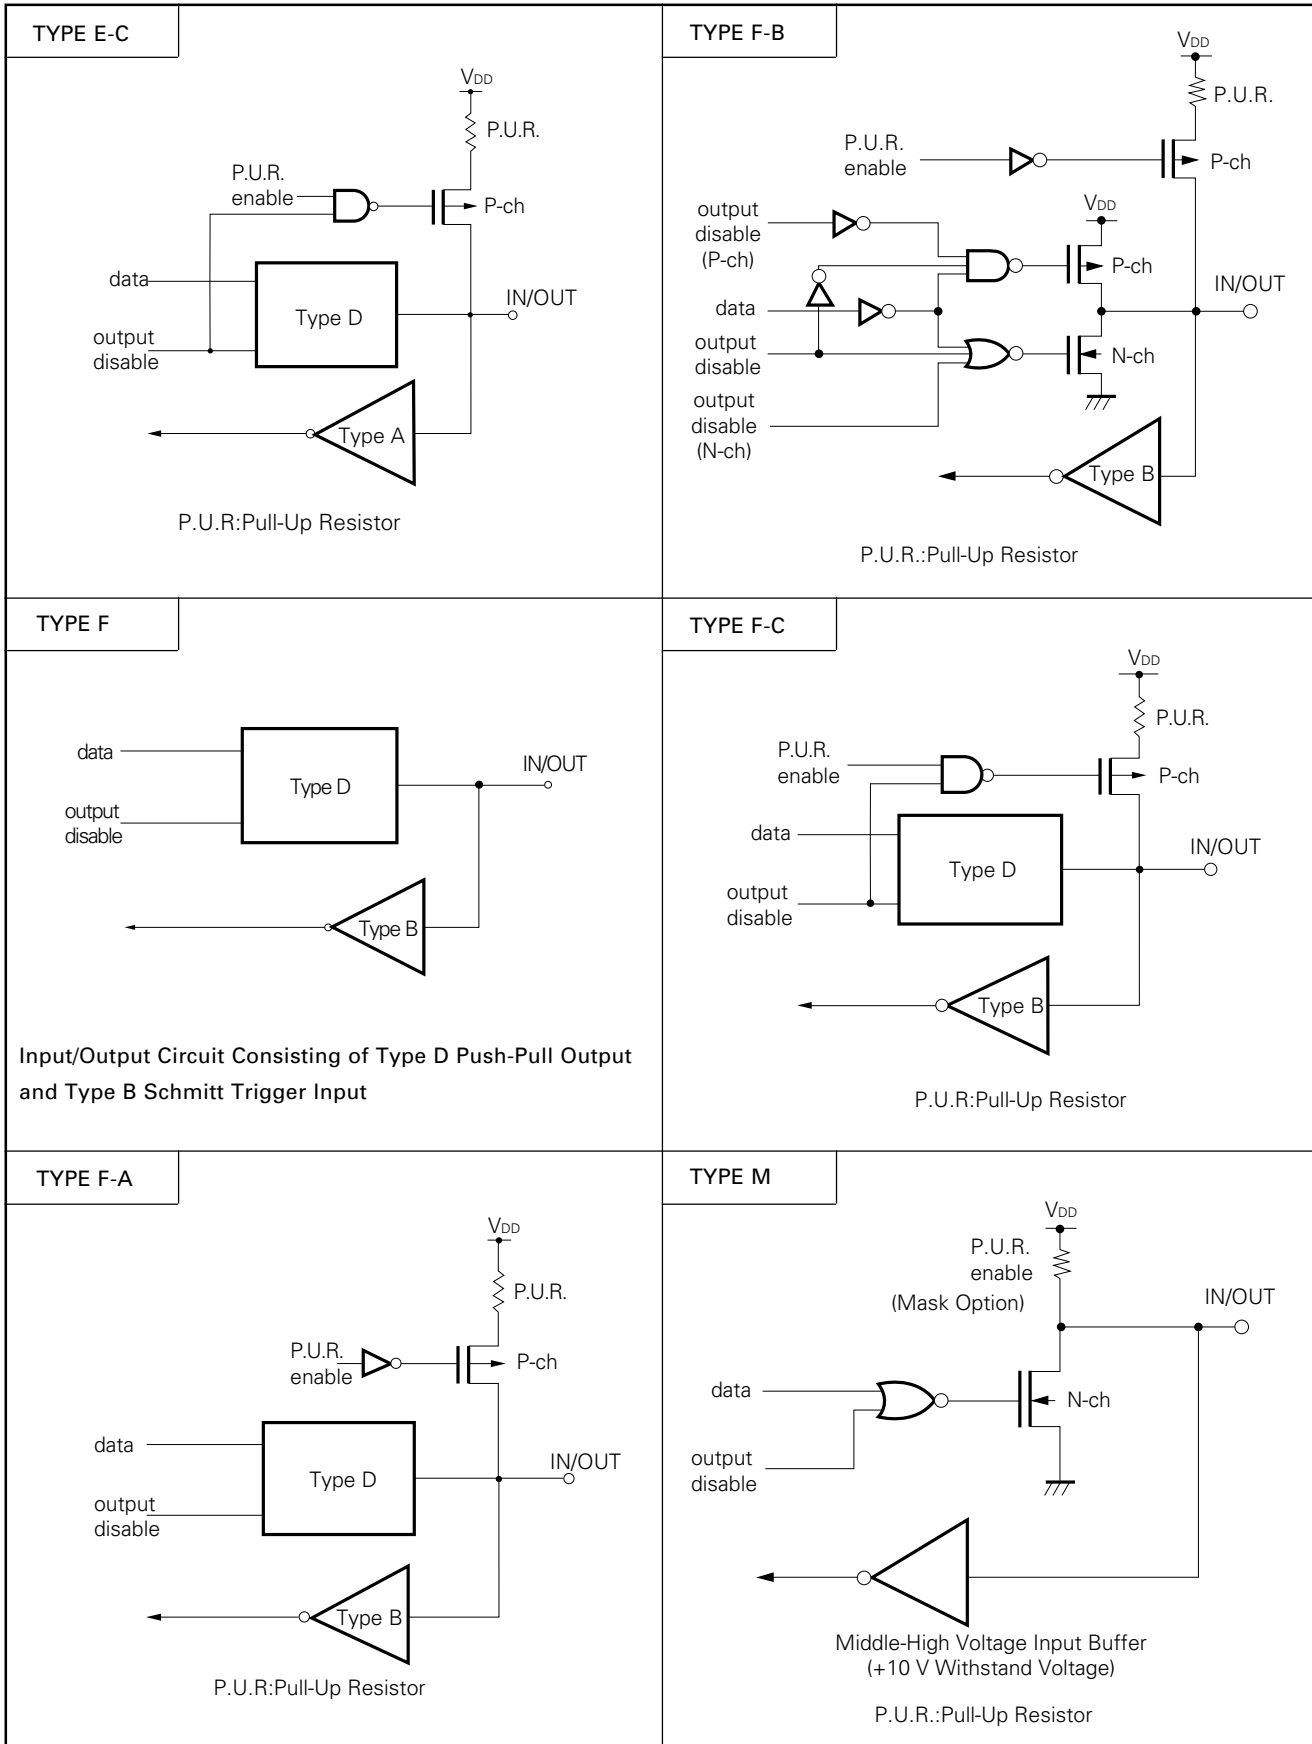 TYPE E-C
VDD
P.U.R.
P.U.R.
enable
P-ch
data
Type D
IN/OUT
output
disable
Type A
P.U.R:Pull-Up Resistor
TYPE F-B
VDD
P.U.R.
P.U.R.
enable
P-ch
output
disable
(P-ch)
VDD
P-ch
IN/OUT
data
output
disable
N-ch
output
disable
(N-ch)
Type B
P.U.R.:Pull-Up Resistor
TYPE F
data
Type D
IN/OUT
output
disable
Type B
Input/Output Circuit Consisting of Type D Push-Pull Output
and Type B Schmitt Trigger Input
TYPE F-C
VDD
P.U.R.
P.U.R.
enable
P-ch
data
Type D
IN/OUT
output
disable
Type B
P.U.R:Pull-Up Resistor
TYPE F-A
VDD
P.U.R.
P.U.R.
enable
P-ch
data
Type D
IN/OUT
output
disable
Type B
P.U.R:Pull-Up Resistor
TYPE M
VDD
P.U.R.
enable
(Mask Option)
IN/OUT
data
N-ch
output
disable
Middle-High Voltage Input Buffer
(+10 V Withstand Voltage)
P.U.R.:Pull-Up Resistor